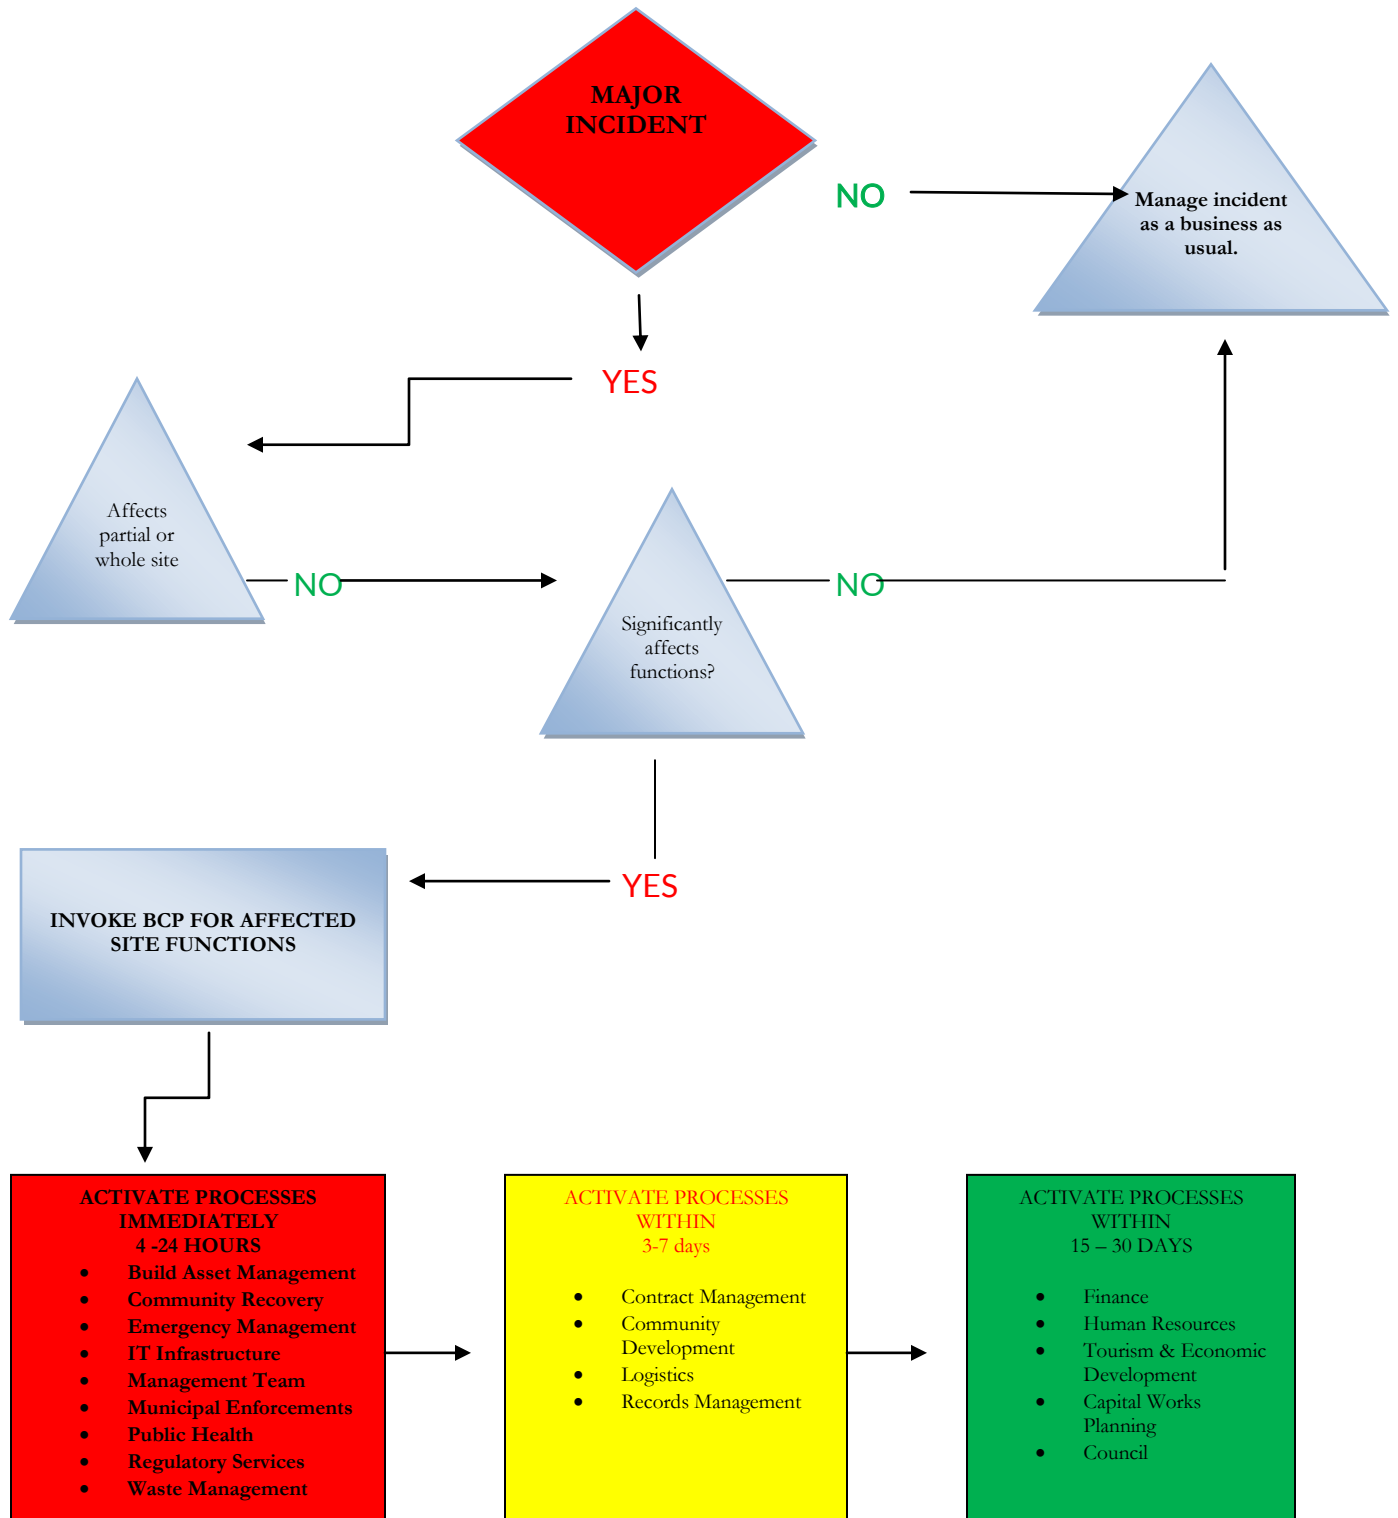 MAJOR
INCIDENT
NO
Manage incident
as a business as
usual.
YES
Affects
partial or
whole site
NO
Significantly
affects
functions?
NO
YES
INVOKE BCP FOR AFFECTED
SITE FUNCTIONS
ACTIVATE PROCESSES
IMMEDIATELY
4 -24 HOURS
• Build Asset Management
• Community Recovery
• Emergency Management
• IT Infrastructure
• Management Team
• Municipal Enforcements
• Public Health
• Regulatory Services
• Waste Management
ACTIVATE PROCESSES
WITHIN
3-7 days
• Contract Management
• Community
Development
• Logistics
• Records Management
ACTIVATE PROCESSES
WITHIN
15 – 30 DAYS
• Finance
• Human Resources
• Tourism & Economic
Development
• Capital Works
Planning
• Council